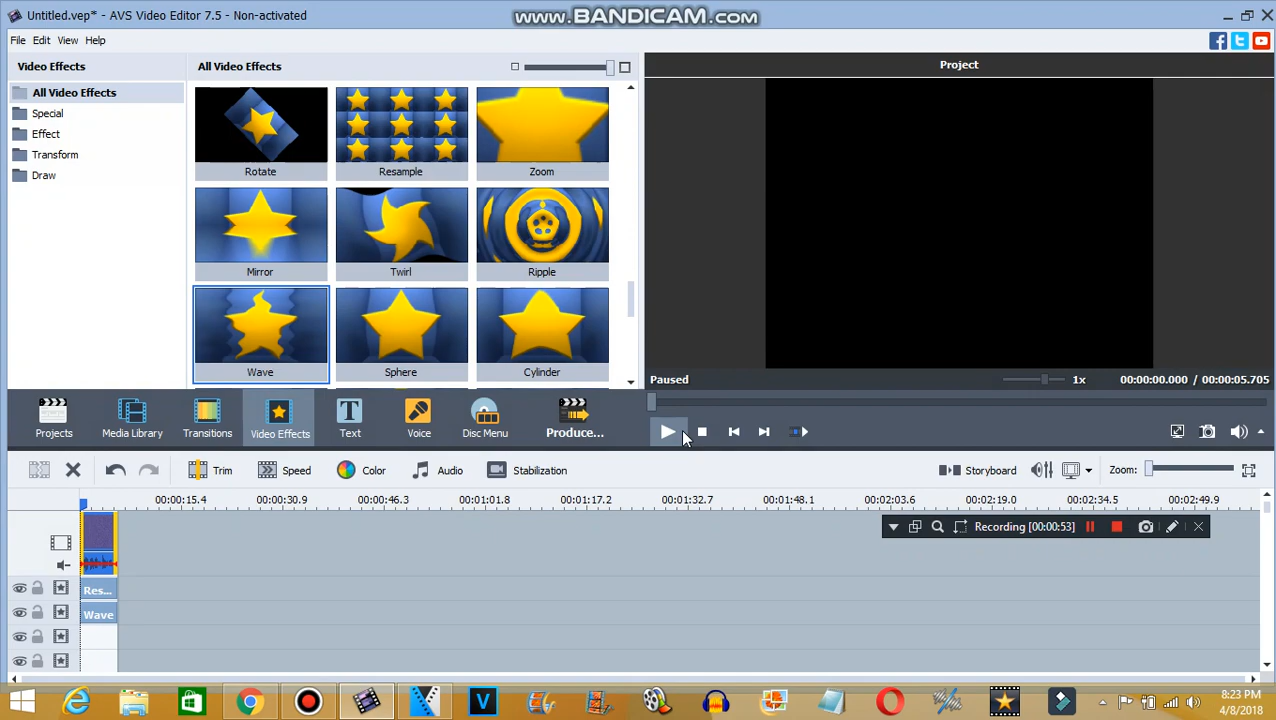 Untitled.vep* - AVS Video Editor 7.5 - Non-activated
www.BANDICAM.com
File Edit View Help
Video Effects
All Video Effects
Project
All Video Effects
Special
Effect
Transform
Draw
Rotate
Resample
Zoom
Mirror
Twirl
Ripple
Wave
Sphere
Cylinder
Paused
1x
00:00:00.000 / 00:00:05.705
Projects
Media Library
Transitions
Video Effects
Text
Voice
Disc Menu
Produce...
Trim
Speed
Color
Audio
Stabilization
Storyboard
Zoom:
00:00:15.4 00:00:30.9 00:00:46.3 00:01:01.8 00:01:17.2 00:01:32.7 00:01:48.1 00:02:03.6 00:02:19.0 00:02:34.5 00:02:49.9
Recording [00:00:53]
Res...
Wave
8:23 PM
4/8/2018